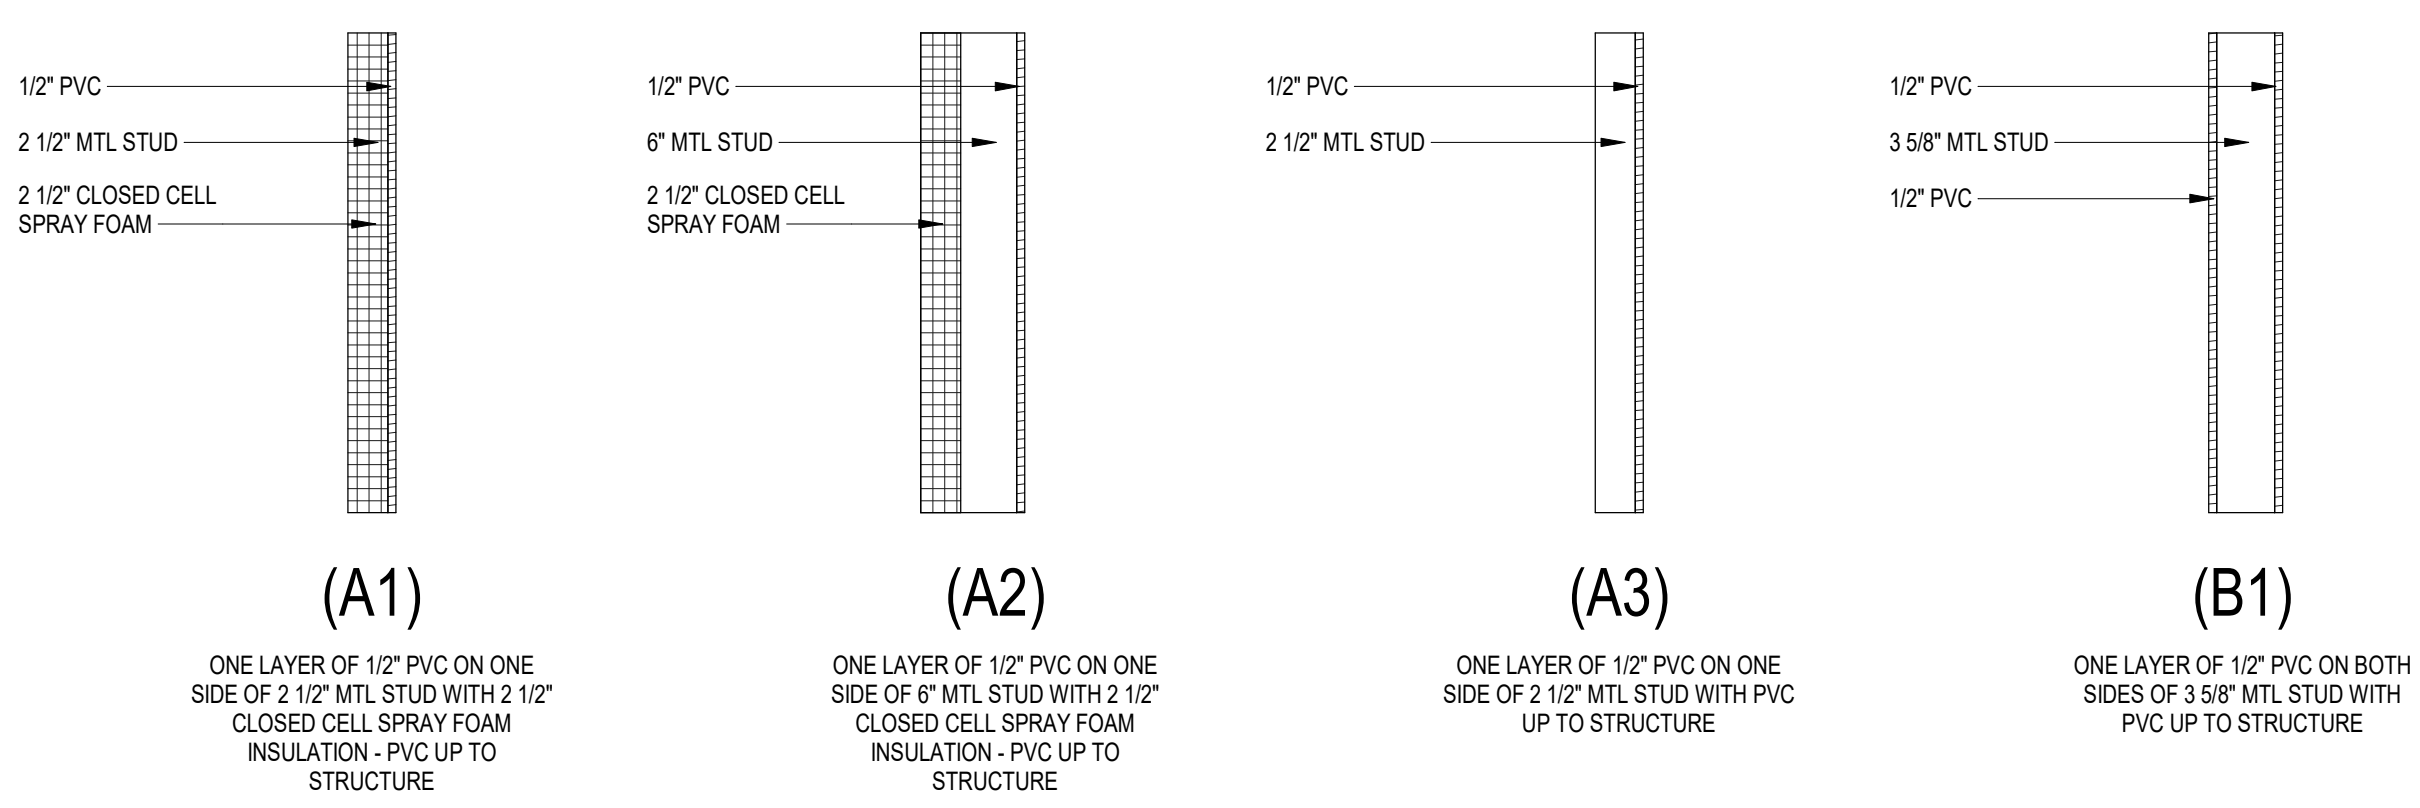 1/2" PVC
2 1/2" MTL STUD
2 1/2" CLOSED CELL
SPRAY FOAM
(A1)
ONE LAYER OF 1/2" PVC ON ONE
SIDE OF 2 1/2" MTL STUD WITH 2 1/2"
CLOSED CELL SPRAY FOAM
INSULATION - PVC UP TO
STRUCTURE
1/2" PVC
6" MTL STUD
2 1/2" CLOSED CELL
SPRAY FOAM
(A2)
ONE LAYER OF 1/2" PVC ON ONE
SIDE OF 6" MTL STUD WITH 2 1/2"
CLOSED CELL SPRAY FOAM
INSULATION - PVC UP TO
STRUCTURE
1/2" PVC
2 1/2" MTL STUD
(A3)
ONE LAYER OF 1/2" PVC ON ONE
SIDE OF 2 1/2" MTL STUD WITH PVC
UP TO STRUCTURE
1/2" PVC
3 5/8" MTL STUD
1/2" PVC
(B1)
ONE LAYER OF 1/2" PVC ON BOTH
SIDES OF 3 5/8" MTL STUD WITH
PVC UP TO STRUCTURE